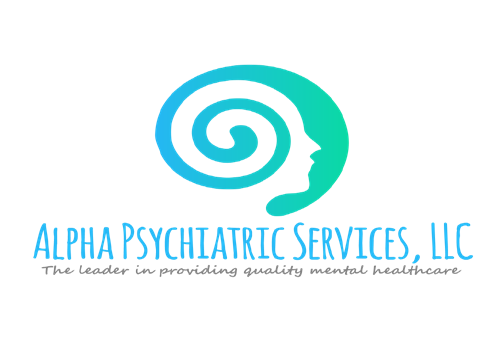 Alpha Psychiatric Services, LLC
The leader in providing quality mental healthcare